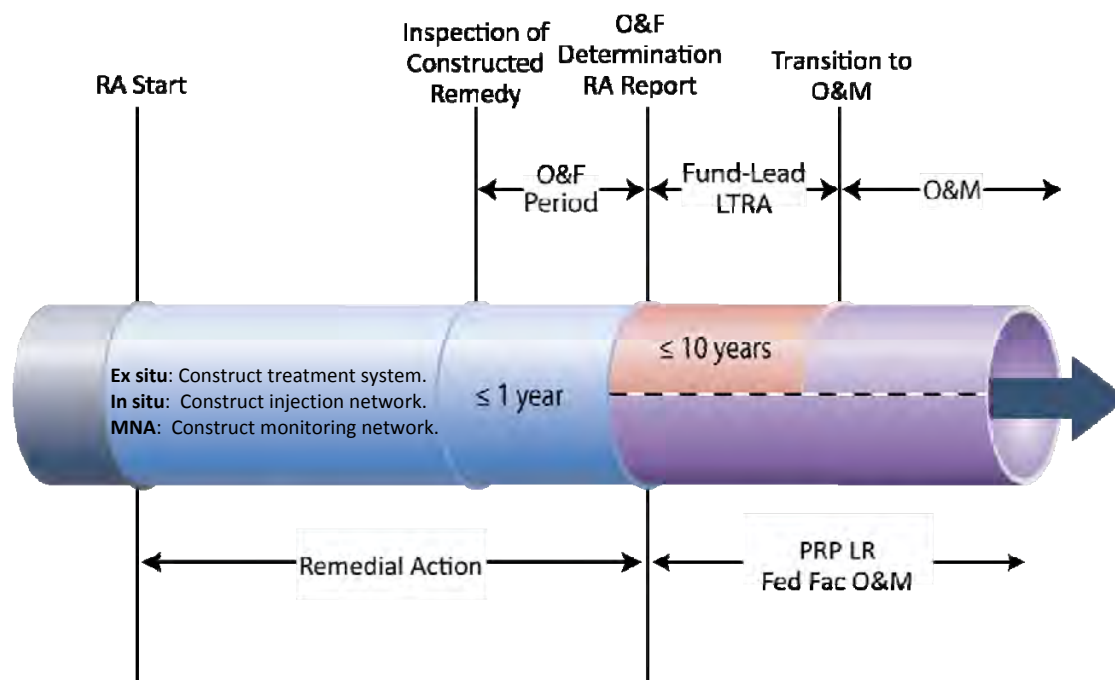 RA Start
Inspection of
Constructed
Remedy
O&F
Determination
RA Report
Transition to
O&M
O&F
Period
Fund-Lead
LTRA
O&M
Ex situ: Construct treatment system.
In situ: Construct injection network.
MNA: Construct monitoring network.
≤ 1 year
≤ 10 years
Remedial Action
PRP LR
Fed Fac O&M